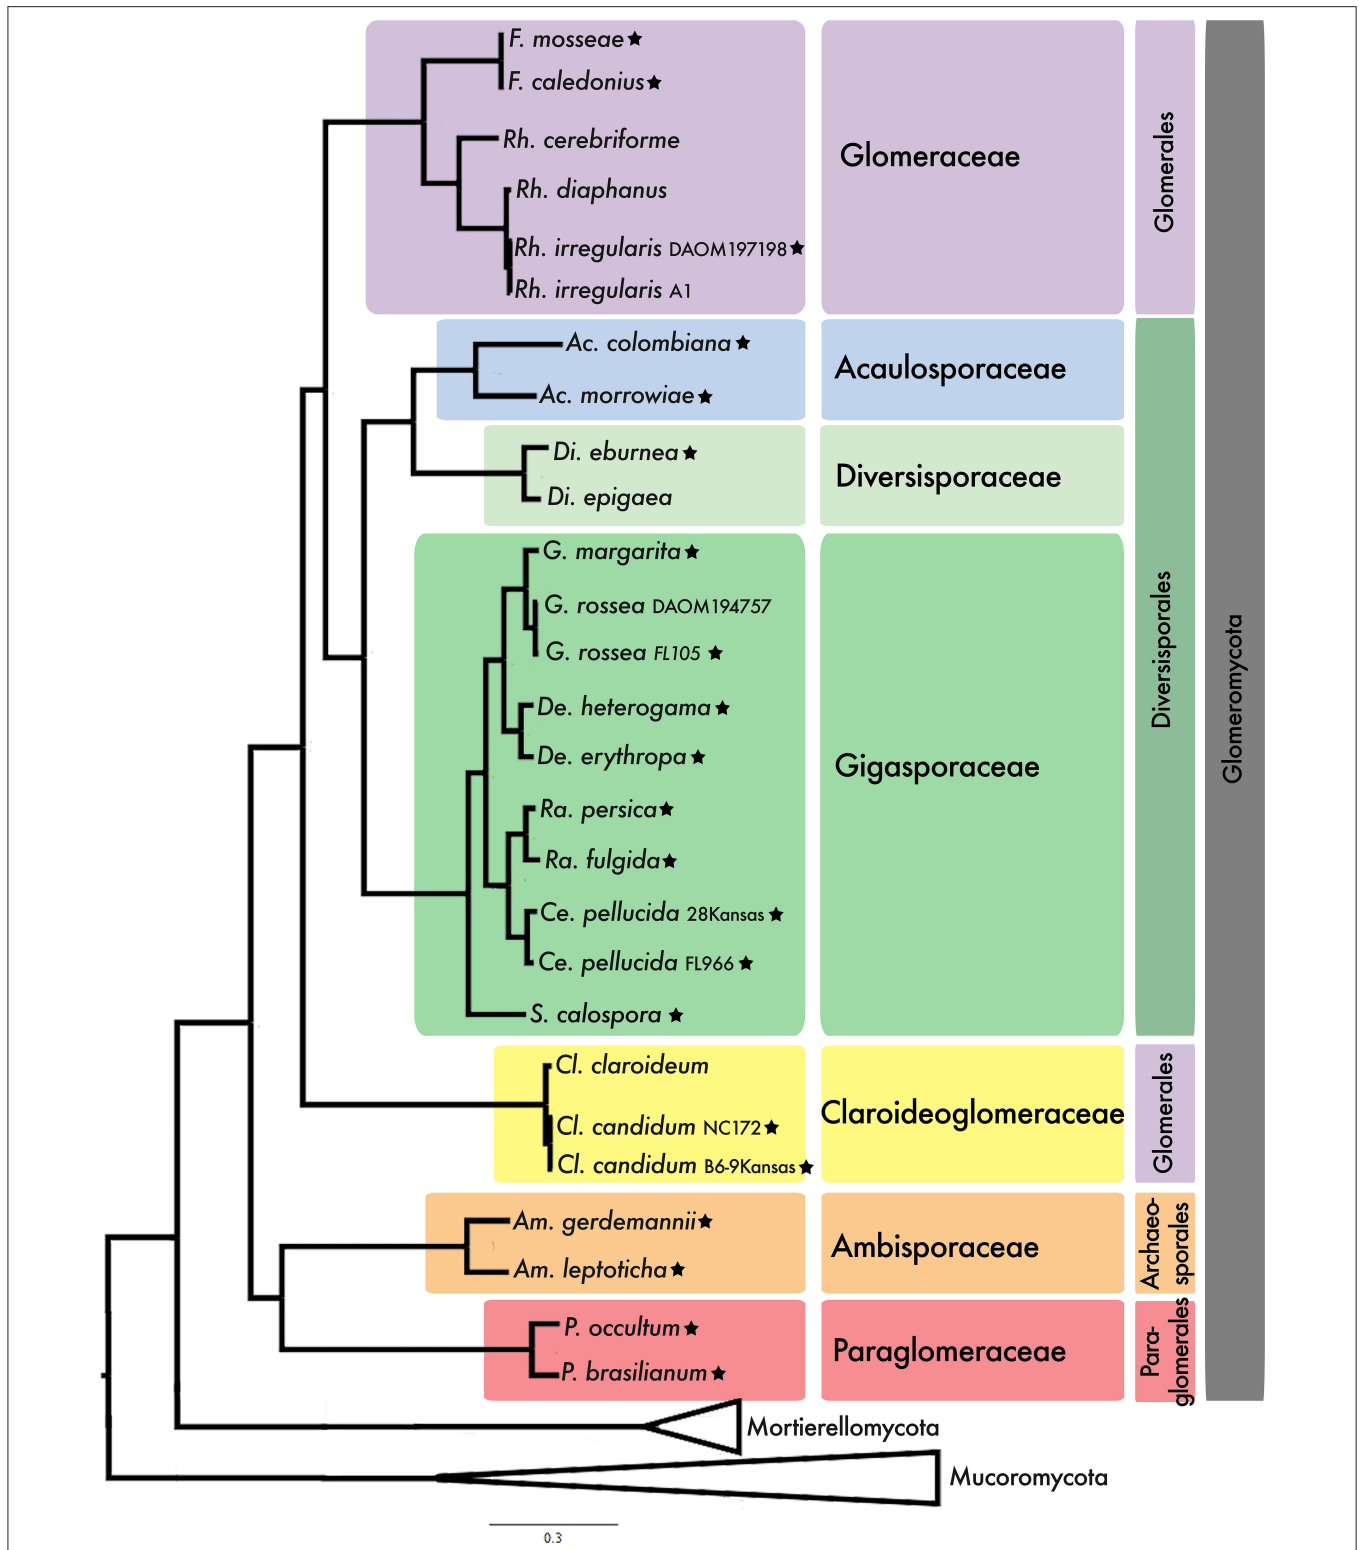 F. mosseae★
F. caledonius★
Rh. cerebriforme
Rh. diaphanus
Rh. irregularis DAOM197198★
Rh. irregularis A1
Glomeraceae
Glomerales
Ac. colombiana★
Ac. morrowiae★
Acaulosporaceae
Di. eburnea★
Di. epigaea
Diversisporaceae
G. margarita★
G. rossea DAOM194757
G. rossea FL105 ★
De. heterogama★
De. erythropa★
Ra. persica★
Ra. fulgida★
Ce. pellucida 28Kansas★
Ce. pellucida FL966★
S. calospora★
Gigasporaceae
Diversisporales
Glomeromycota
Cl. claroideum
Cl. candidum NC172★
Cl. candidum B6-9Kansas★
Claroideoglomeraceae
Glomerales
Am. gerdemannii★
Am. leptoticha★
Ambisporaceae
Archaeo-
sporales
P. occultum★
P. brasilianum★
Paraglomeraceae
Para-
glomerales
Mortierellomycota
Mucoromycota
0.3